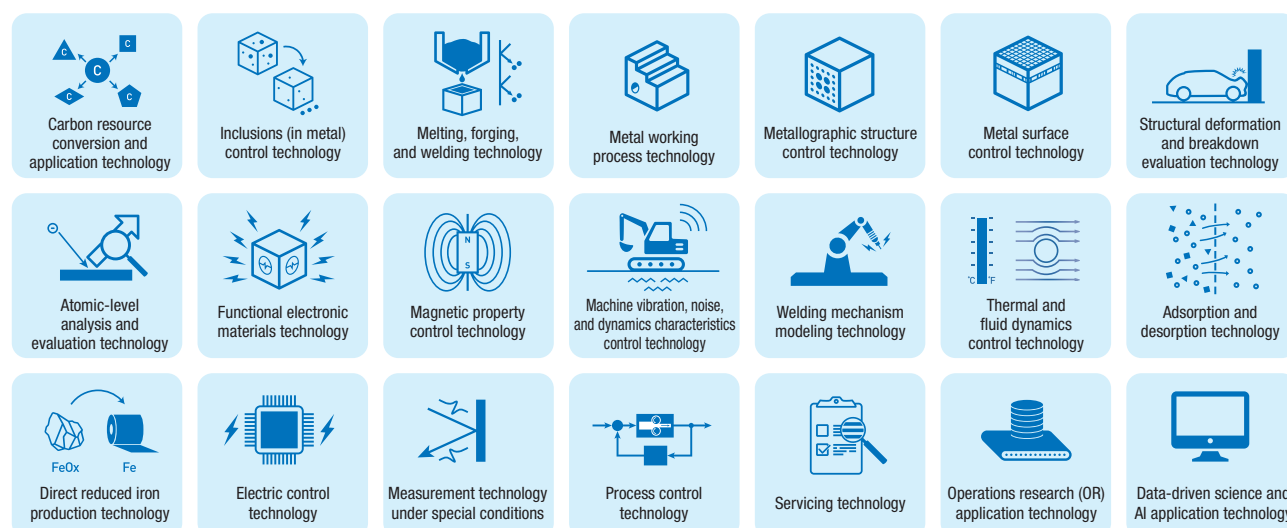 C
C
C
C
C
Carbon resource
conversion and
application technology
Inclusions (in metal)
control technology
Melting, forging,
and welding technology
Metal working
process technology
Metallographic structure
control technology
Metal surface
control technology
Structural deformation
and breakdown
evaluation technology
Atomic-level
analysis and
evaluation technology
Functional electronic
materials technology
N
S
Magnetic property
control technology
Machine vibration, noise,
and dynamics characteristics
control technology
Welding mechanism
modeling technology
°C °F
Thermal and
fluid dynamics
control technology
Adsorption and
desorption technology
FeOx Fe
Direct reduced iron
production technology
Electric control
technology
Measurement technology
under special conditions
Process control
technology
Servicing technology
Operations research (OR)
application technology
Data-driven science and
AI application technology